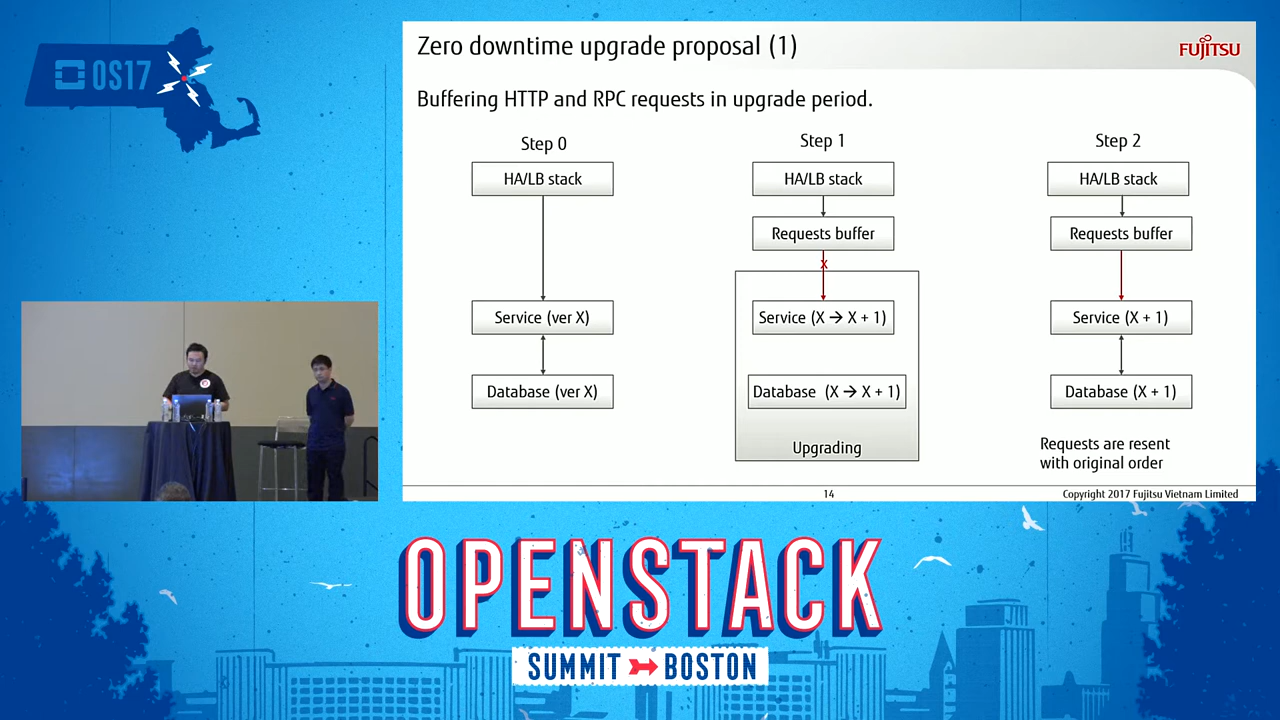 OS17
Zero downtime upgrade proposal (1)
FUJITSU
Buffering HTTP and RPC requests in upgrade period.
Step 0
HA/LB stack
Service (ver X)
Database (ver X)
Step 1
HA/LB stack
Requests buffer
X
Service (X → X + 1)
Database (X → X + 1)
Upgrading
Step 2
HA/LB stack
Requests buffer
Service (X + 1)
Database (X + 1)
Requests are resent
with original order
14
Copyright 2017 Fujitsu Vietnam Limited
OPENSTACK
SUMMIT BOSTON